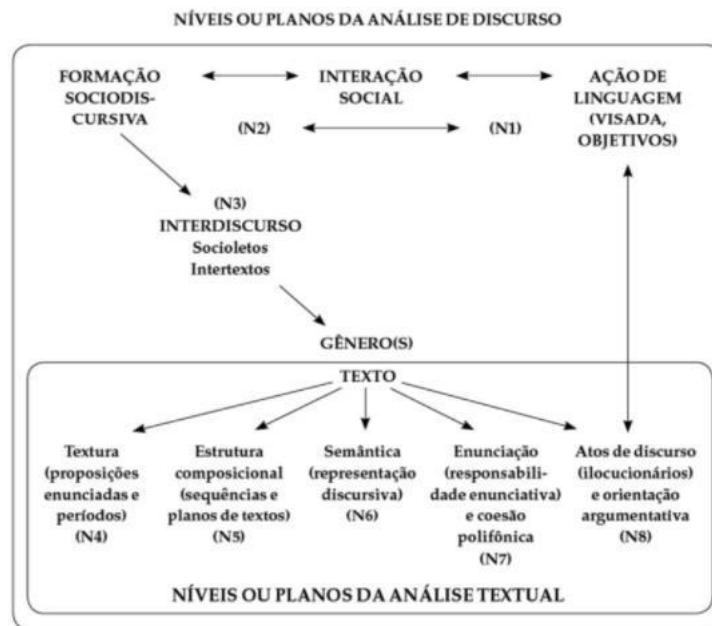 NÍVEIS OU PLANOS DA ANÁLISE DE DISCURSO
FORMAÇÃO
SOCIODIS-
CURSIVA
INTERAÇÃO
SOCIAL
AÇÃO DE
LINGUAGEM
(VISADA,
OBJETIVOS)
(N2)
(N1)
(N3)
INTERDISCURSO
Socioletos
Intertextos
GÊNERO(S)
TEXTO
Textura
(proposições
enunciadas e
períodos)
(N4)
Estrutura
composicional
(sequências e
planos de textos)
(N5)
Semântica
(representação
discursiva)
(N6)
Enunciação
(responsabili-
dade enunciativa)
e coesão
polifônica
(N7)
Atos de discurso
(ilocucionários)
e orientação
argumentativa
(N8)
NÍVEIS OU PLANOS DA ANÁLISE TEXTUAL